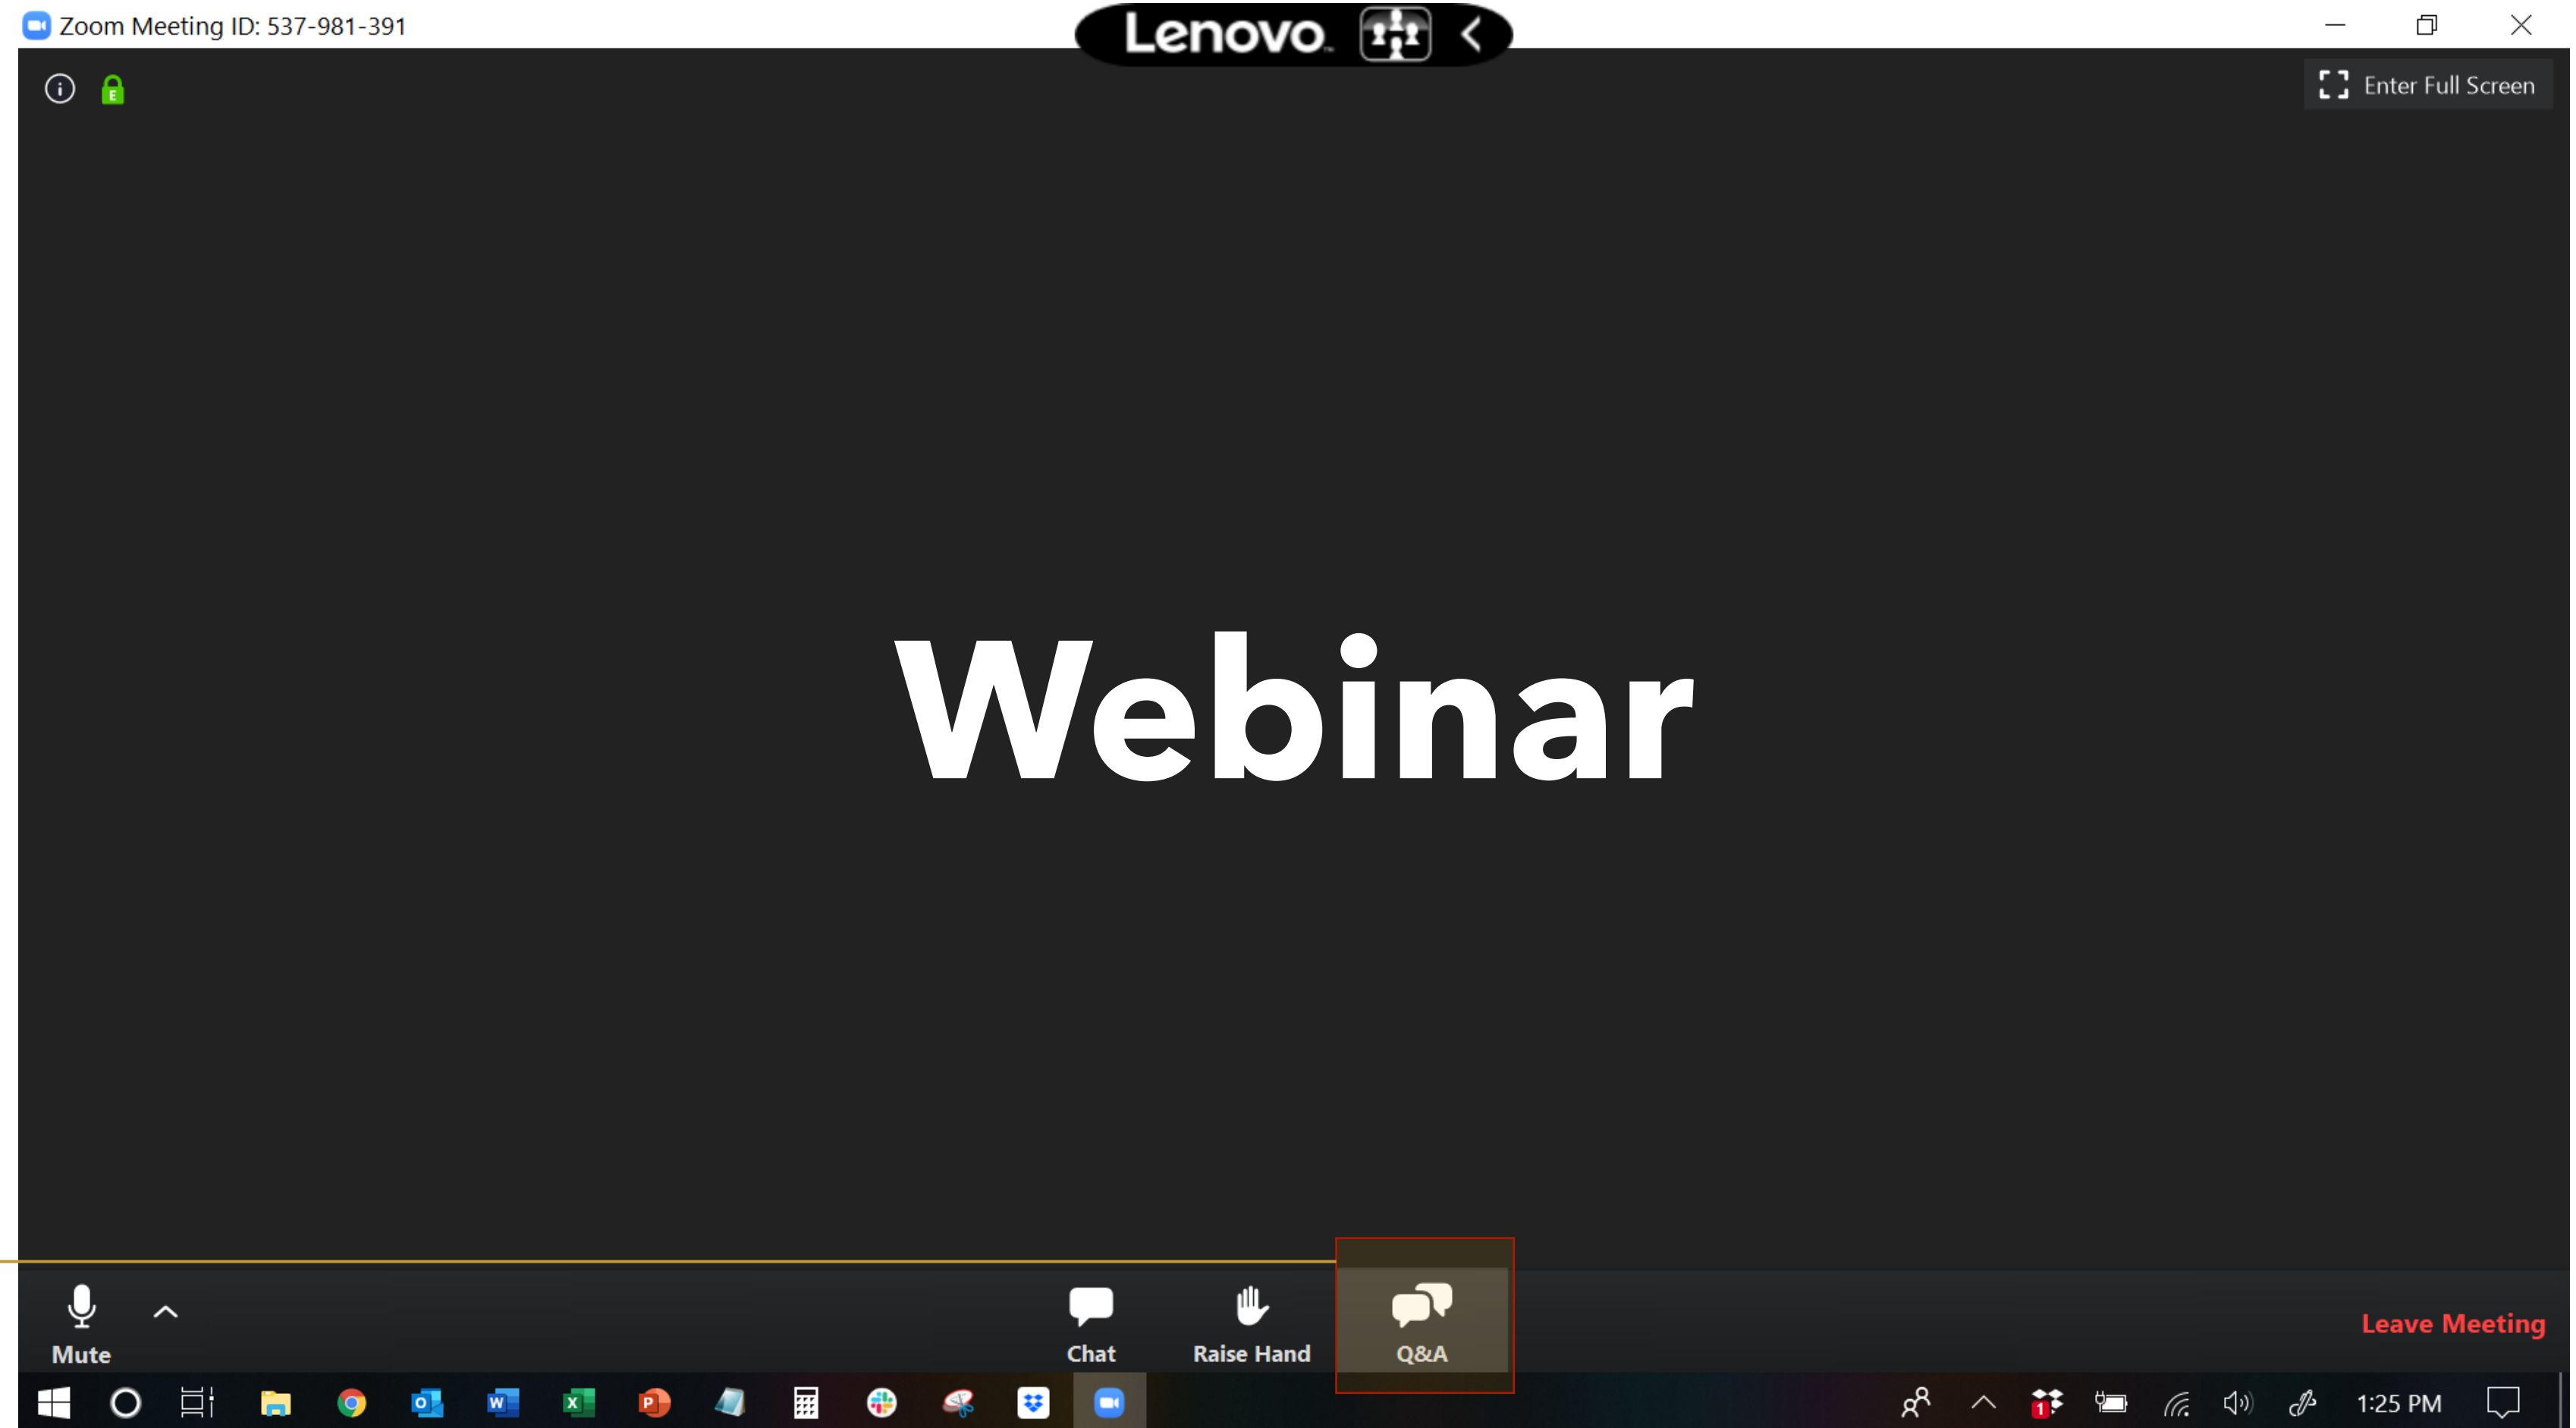 Zoom Meeting ID: 537-981-391
Lenovo
Enter Full Screen
E
Webinar
Mute
Chat
Raise Hand
Q&A
Leave Meeting
1
1:25 PM